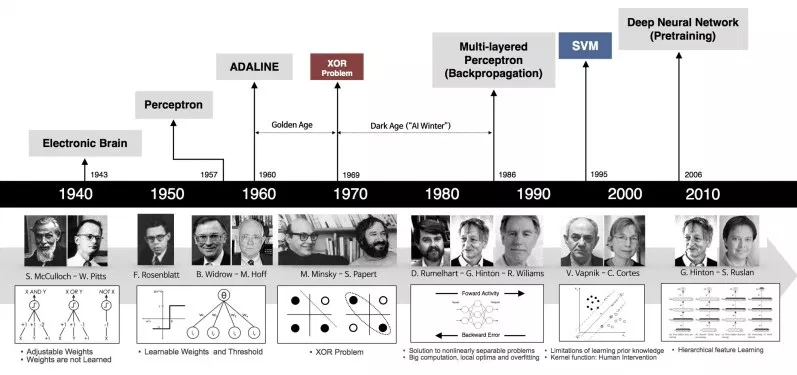 Deep Neural Network
(Pretraining)
Multi-layered
Perceptron
(Backpropagation)
SVM
ADALINE
XOR
Problem
Perceptron
Golden Age
Dark Age ("AI Winter")
Electronic Brain
1943
1957
1960
1969
1986
1995
2006
1940
1950
1960
1970
1980
1990
2000
2010
S. McCulloch – W. Pitts
F. Rosenblatt
B. Widrow – M. Hoff
M. Minsky – S. Papert
D. Rumelhart – G. Hinton – R. Wiliams
V. Vapnik – C. Cortes
G. Hinton – S. Ruslan
X AND Y
X OR Y
NOT X
Foward Activity
Backward Error
• Adjustable Weights
• Weights are not Learned
• Learnable Weights and Threshold
• XOR Problem
• Solution to nonlinearly separable problems
• Big computation, local optima and overfitting
• Limitations of learning prior knowledge
• Kernel function: Human Intervention
• Hierarchical feature Learning